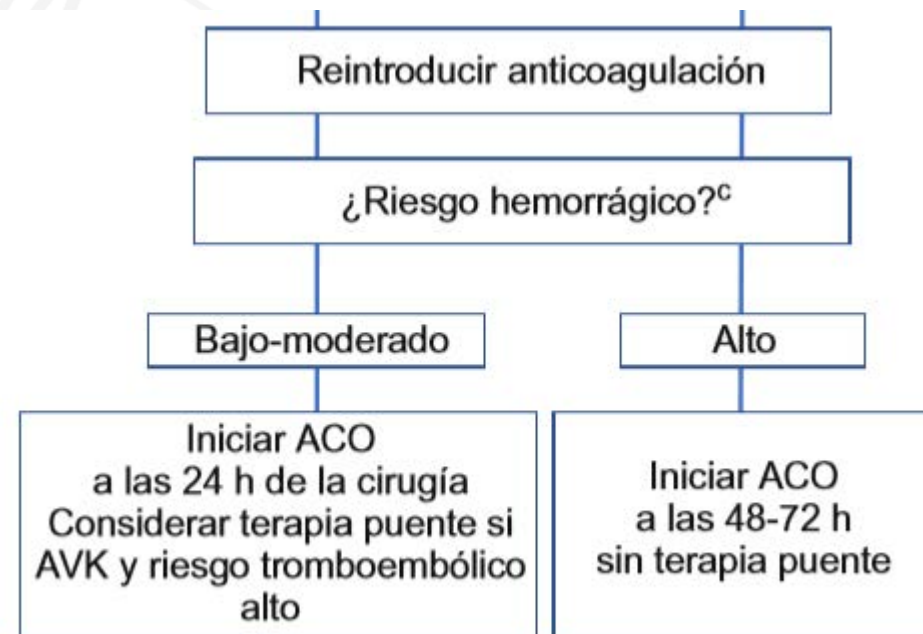 Reintroducir anticoagulación
¿Riesgo hemorrágico?ᶜ
Bajo-moderado
Alto
Iniciar ACO
a las 24 h de la cirugía
Considerar terapia puente si
AVK y riesgo tromboembólico
alto
Iniciar ACO
a las 48-72 h
sin terapia puente